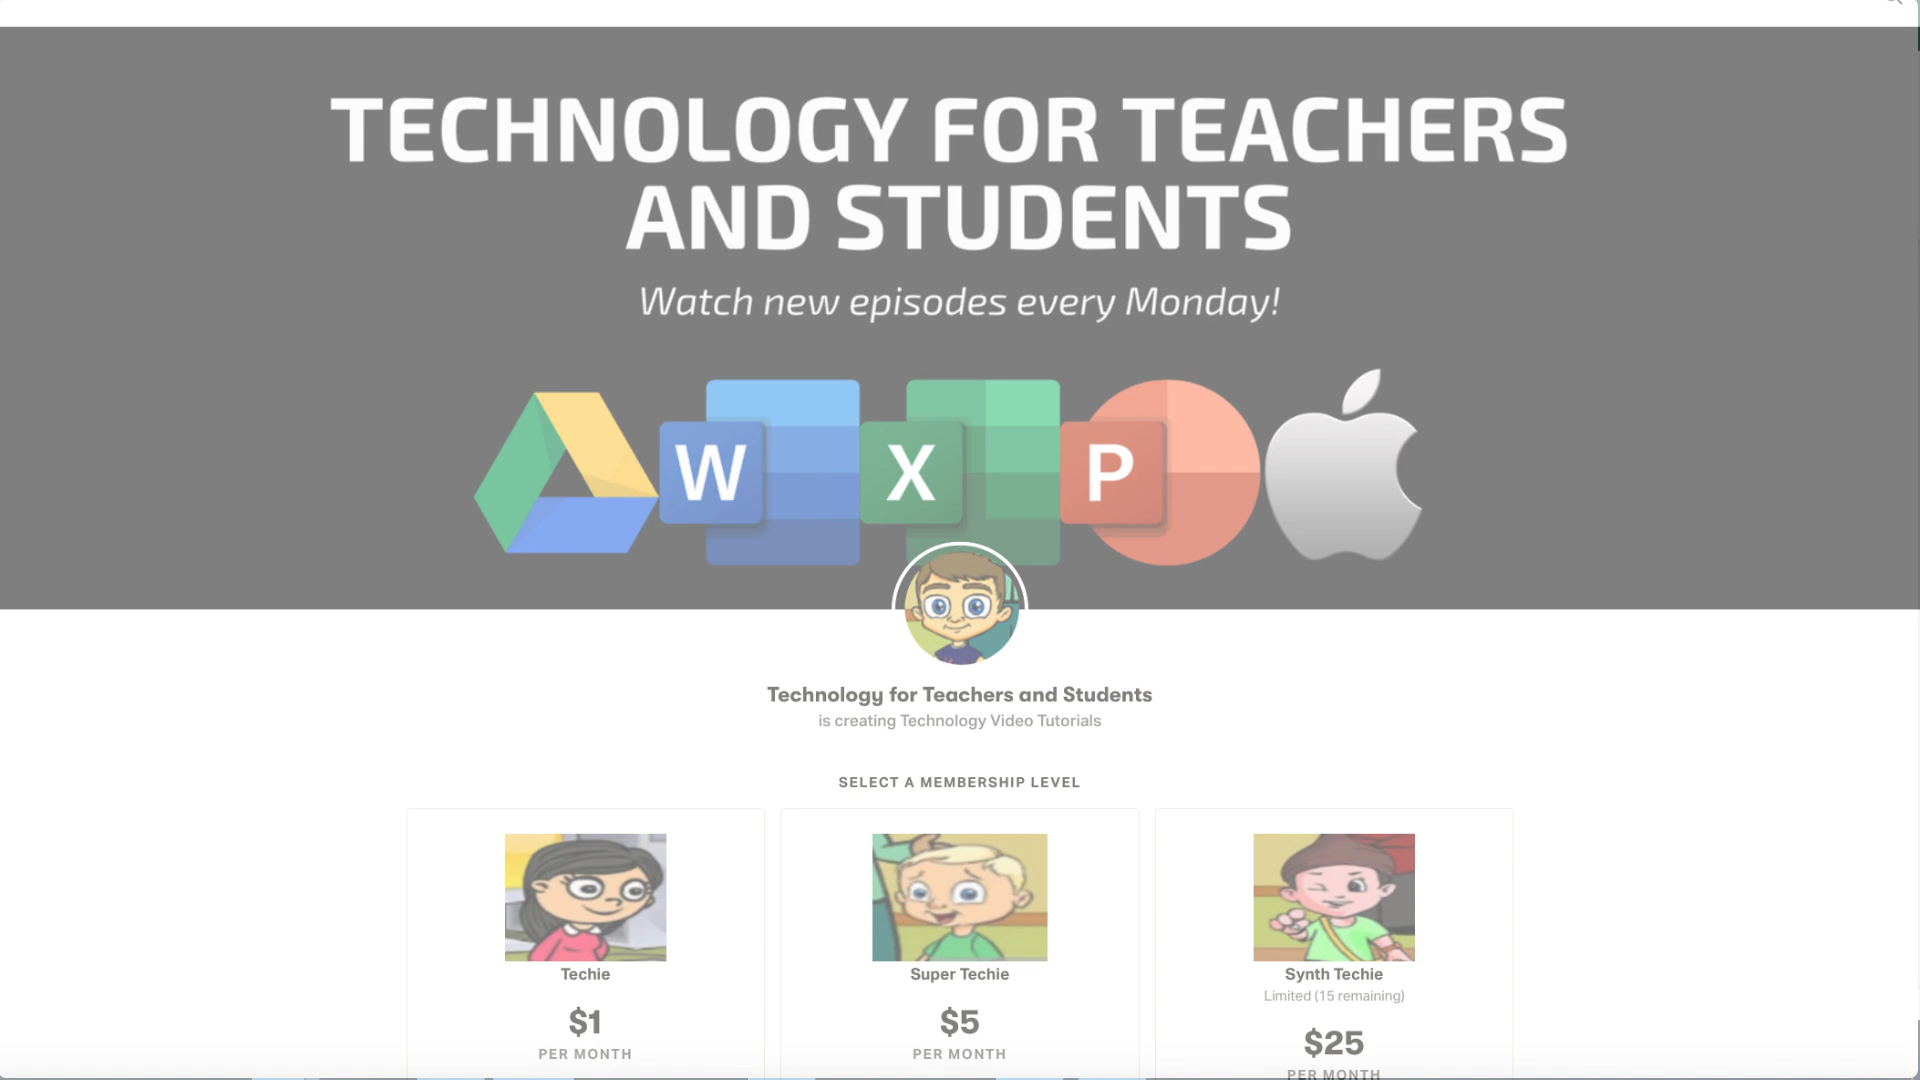 TECHNOLOGY FOR TEACHERS
AND STUDENTS
Watch new episodes every Monday!
W X P
Technology for Teachers and Students
is creating Technology Video Tutorials
SELECT A MEMBERSHIP LEVEL
Techie
$1
PER MONTH
Super Techie
$5
PER MONTH
Synth Techie
Limited (15 remaining)
$25
PER MONTH